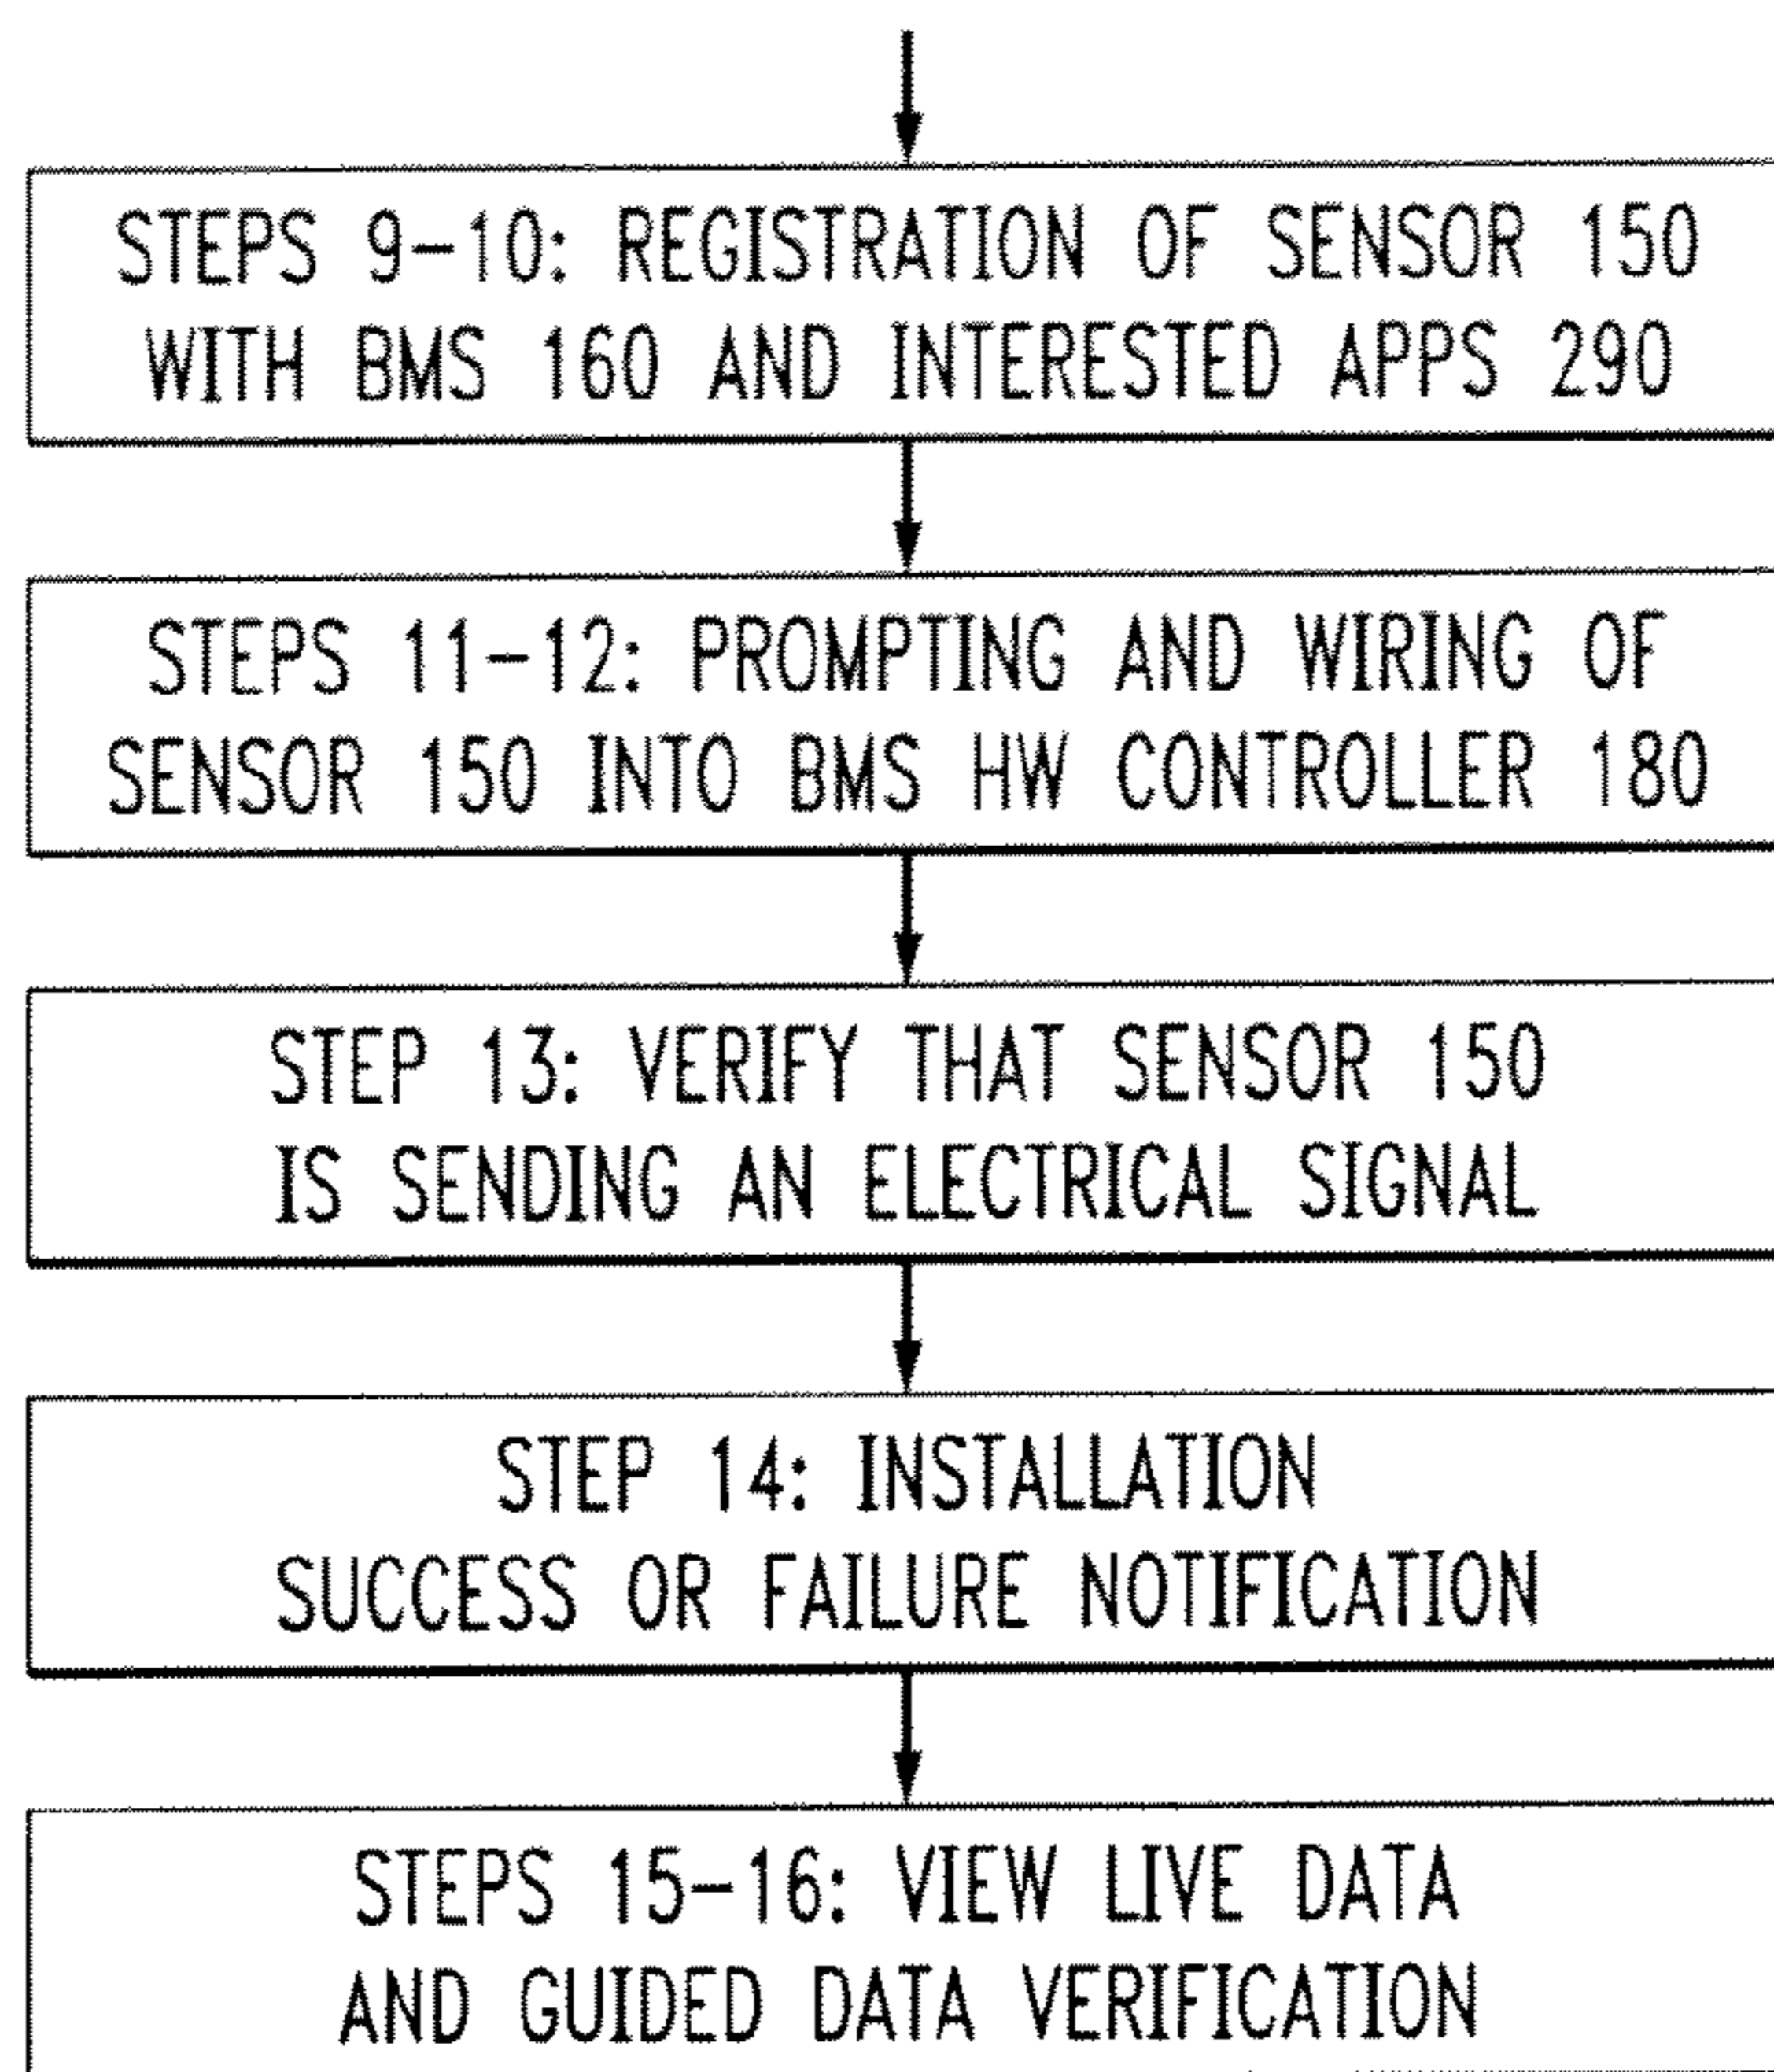 STEPS 9-10: REGISTRATION OF SENSOR 150
WITH BMS 160 AND INTERESTED APPS 290
STEPS 11-12: PROMPTING AND WIRING OF
SENSOR 150 INTO BMS HW CONTROLLER 180
STEP 13: VERIFY THAT SENSOR 150
IS SENDING AN ELECTRICAL SIGNAL
STEP 14: INSTALLATION
SUCCESS OR FAILURE NOTIFICATION
STEPS 15-16: VIEW LIVE DATA
AND GUIDED DATA VERIFICATION